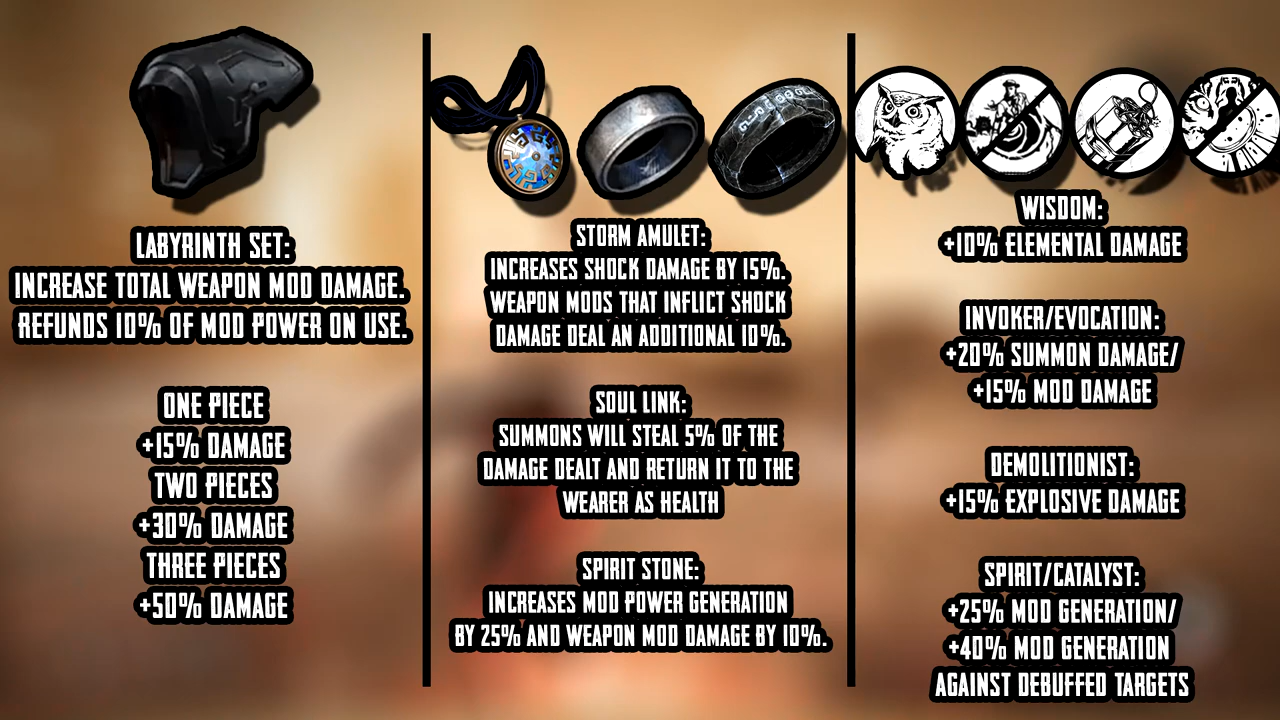 LABYRINTH SET:
INCREASE TOTAL WEAPON MOD DAMAGE.
REFUNDS 10% OF MOD POWER ON USE.
ONE PIECE
+15% DAMAGE
TWO PIECES
+30% DAMAGE
THREE PIECES
+50% DAMAGE
STORM AMULET:
INCREASES SHOCK DAMAGE BY 15%.
WEAPON MODS THAT INFLICT SHOCK
DAMAGE DEAL AN ADDITIONAL 10%.
SOUL LINK:
SUMMONS WILL STEAL 5% OF THE
DAMAGE DEALT AND RETURN IT TO THE
WEARER AS HEALTH
SPIRIT STONE:
INCREASES MOD POWER GENERATION
BY 25% AND WEAPON MOD DAMAGE BY 10%.
WISDOM:
+10% ELEMENTAL DAMAGE
INVOKER/EVOCATION:
+20% SUMMON DAMAGE/
+15% MOD DAMAGE
DEMOLITIONIST:
+15% EXPLOSIVE DAMAGE
SPIRIT/CATALYST:
+25% MOD GENERATION/
+40% MOD GENERATION
AGAINST DEBUFFED TARGETS